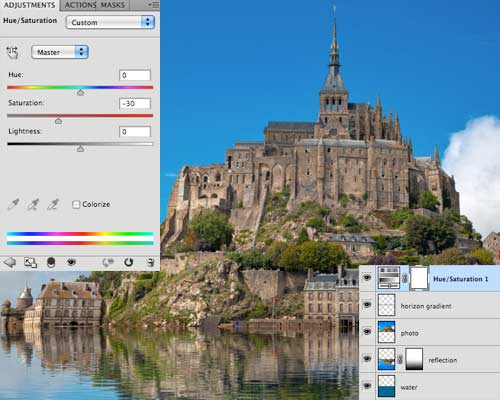 ADJUSTMENTS ACTIONS MASKS
Hue/Saturation Custom
Master
Hue: 0
Saturation: -30
Lightness: 0
Colorize
Hue/Saturation 1
horizon gradient
photo
reflection
water